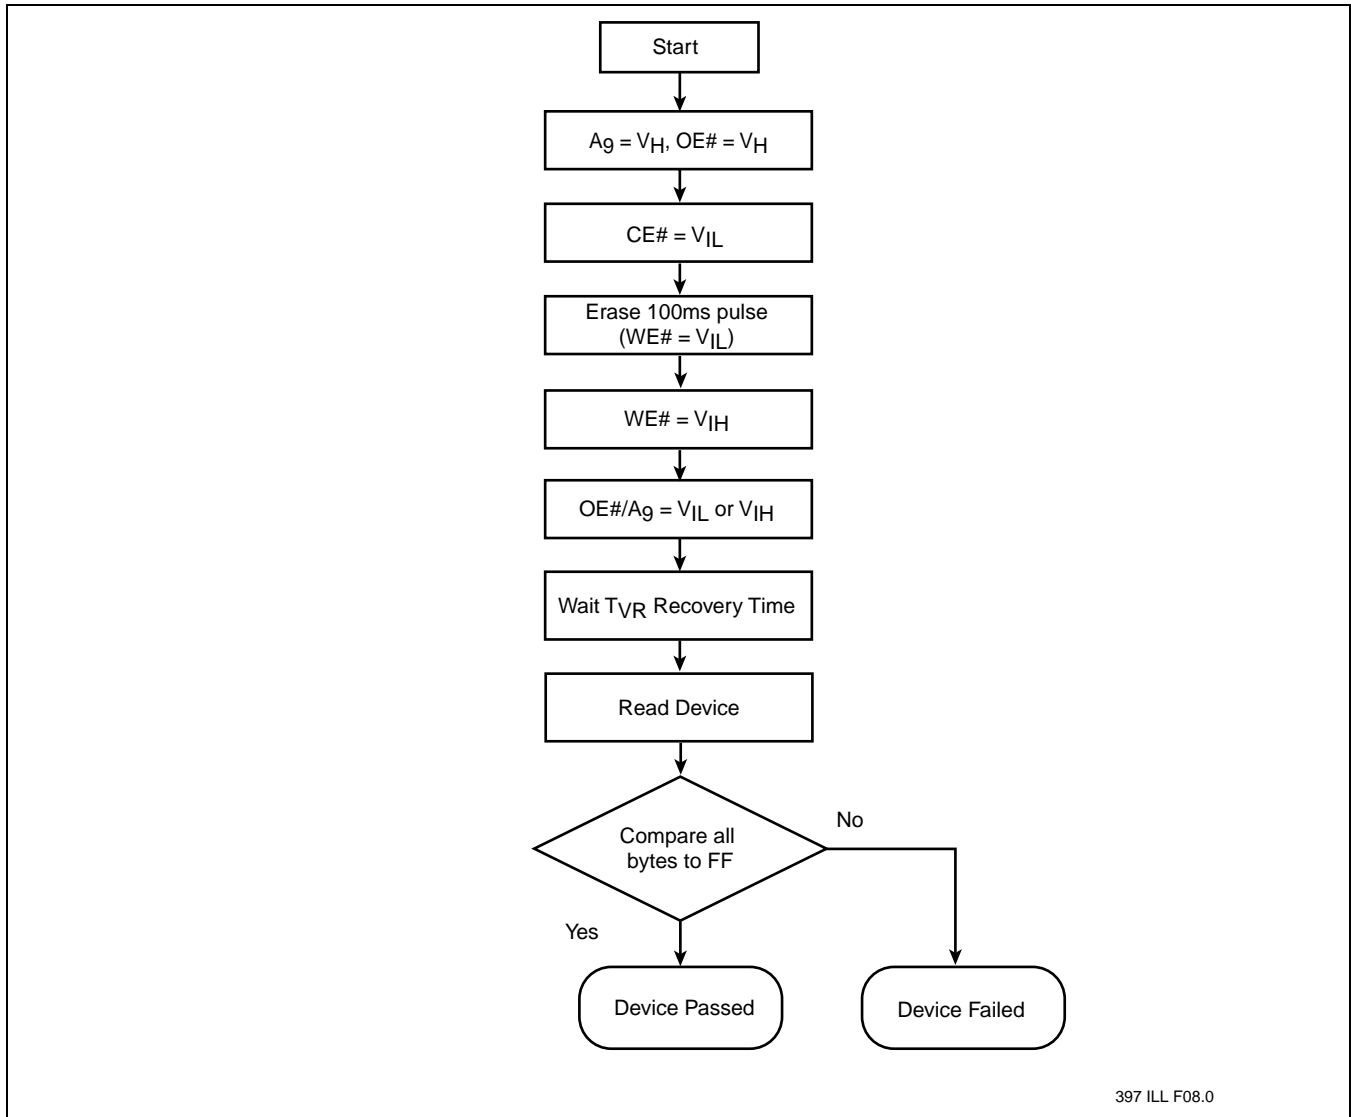 Start
A9 = VH, OE# = VH
CE# = VIL
Erase 100ms pulse
(WE# = VIL)
WE# = VIH
OE#/A9 = VIL or VIH
Wait TVR Recovery Time
Read Device
Compare all
bytes to FF
No
Yes
Device Passed
Device Failed
397 ILL F08.0